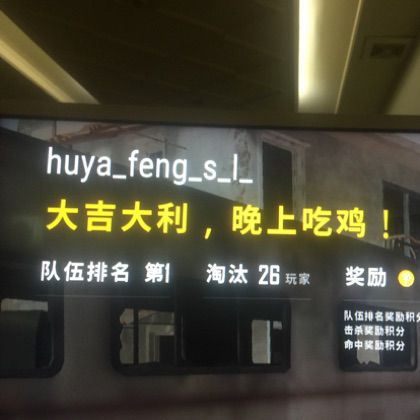 huya_feng_s_l_
大吉大利，晚上吃鸡！
队伍排名 第1 淘汰 26 玩家 奖励
队伍排名奖励积分
击杀奖励积分
命中奖励积分